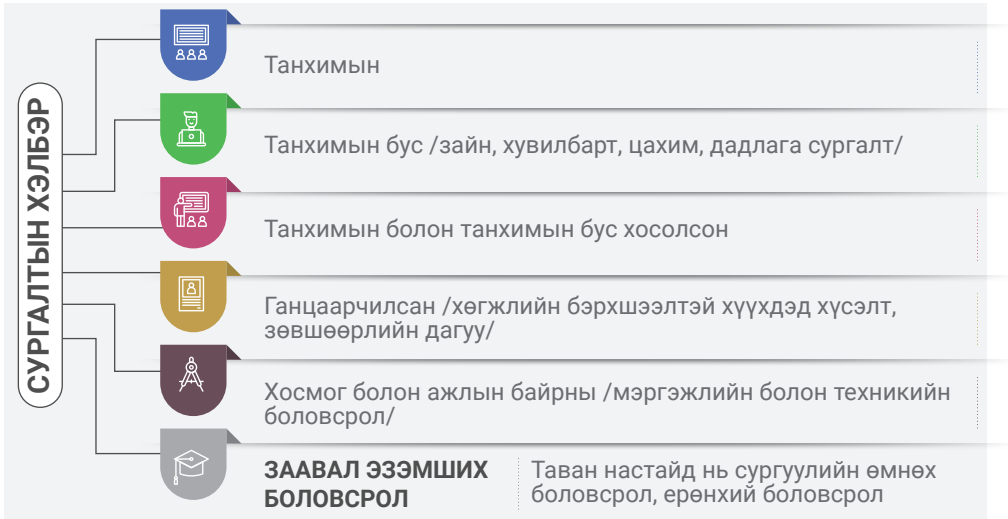 СУРГАЛТЫН ХЭЛБЭР
Танхимын
Танхимын бус /зайн, хувилбарт, цахим, дадлага сургалт/
Танхимын болон танхимын бус хосолсон
Ганцаарчилсан /хөгжлийн бэрхшээлтэй хүүхдэд хүсэлт,
зөвшөөрлийн дагуу/
Хосмог болон ажлын байрны /мэргэжлийн болон техникийн
боловсрол/
ЗААВАЛ ЭЗЭМШИХ
БОЛОВСРОЛ
Таван настайд нь сургуулийн өмнөх
боловсрол, ерөнхий боловсрол